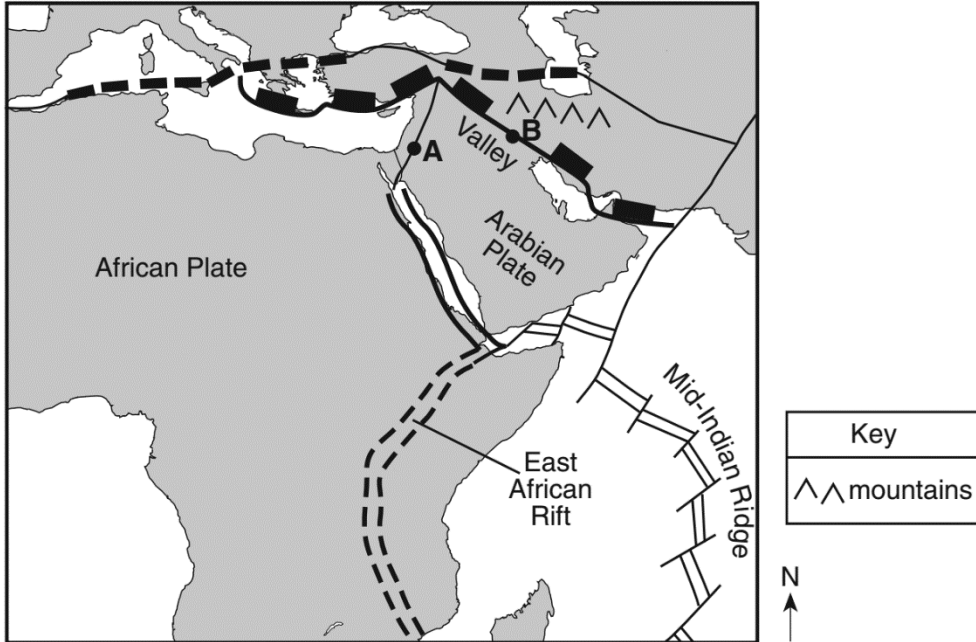 B
A
Valley
Arabian
Plate
African Plate
Mid-Indian Ridge
East
African
Rift
Key
mountains
N